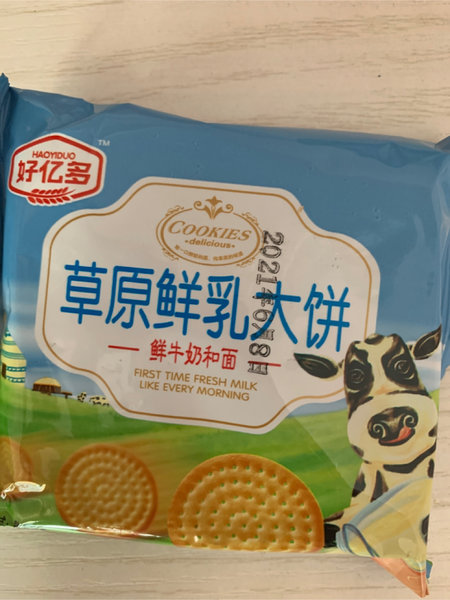 HAOYIDUO
TM
好亿多
COOKIES
•delicious•
草原鲜乳大饼
2021年6月8日
鲜牛奶和面
FIRST TIME FRESH MILK
LIKE EVERY MORNING